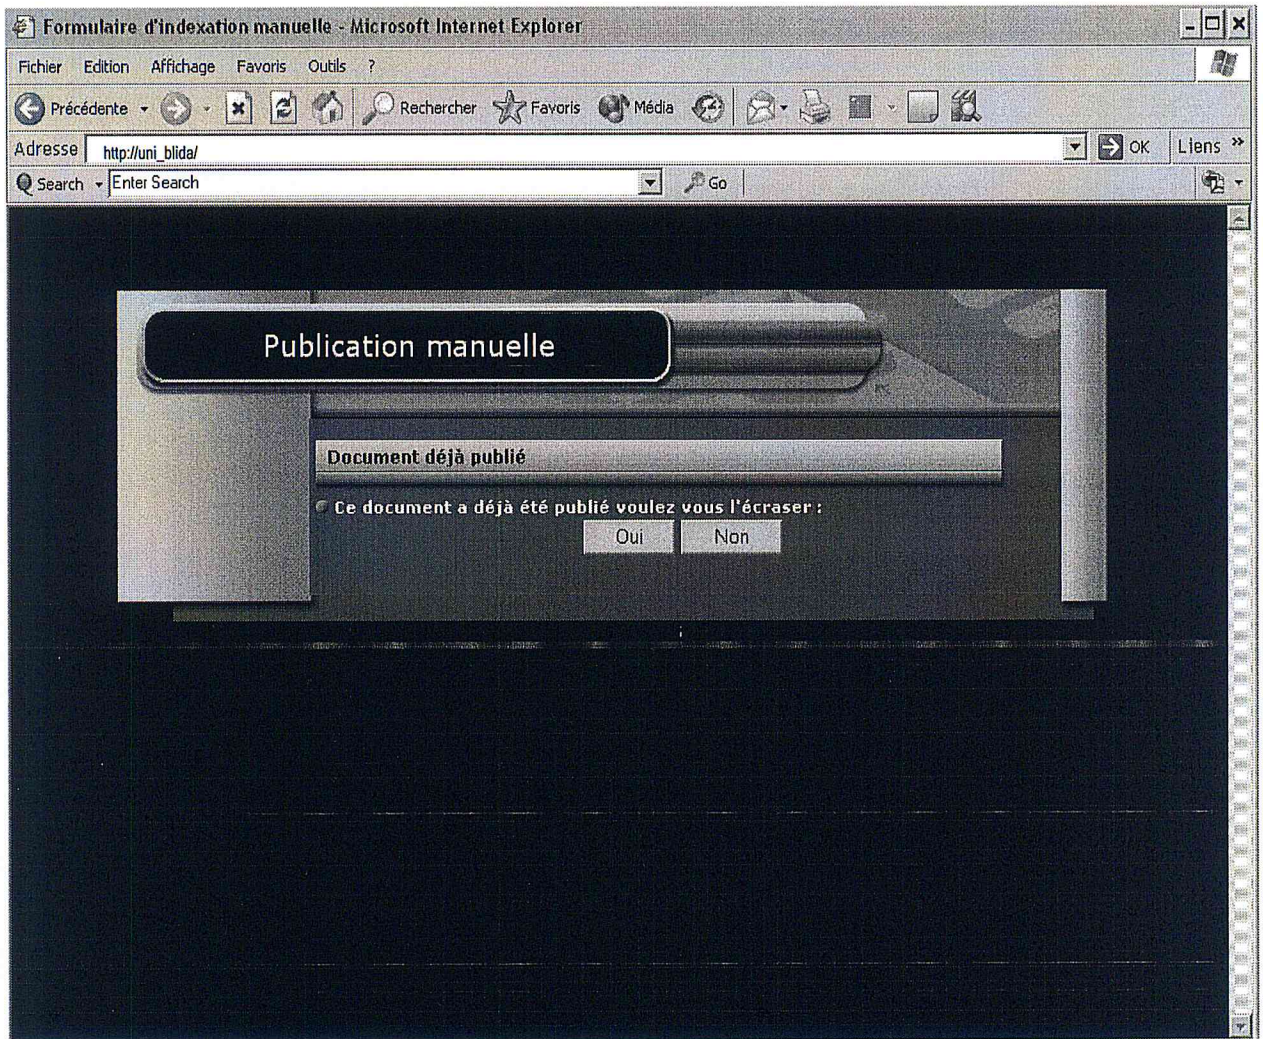 Formulaire d'indexation manuelle - Microsoft Internet Explorer
Fichier Edition Affichage Favoris Outils ?
Précédente Rechercher Favoris Média
Adresse http://uni_blida/ OK Liens »
Search Enter Search Go
Publication manuelle
Document déjà publié
Ce document a déjà été publié voulez vous l'écraser :
Oui Non